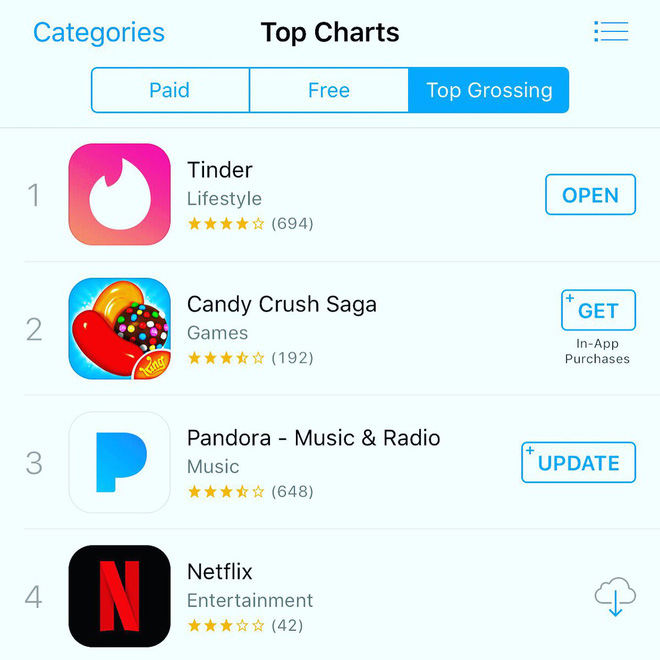 Categories
Top Charts
Paid
Free
Top Grossing
1
Tinder
Lifestyle
★★★★☆ (694)
OPEN
2
King
Candy Crush Saga
Games
(192)
+ GET
In-App
Purchases
3
Pandora - Music & Radio
Music
(648)
+ UPDATE
4
N
Netflix
Entertainment
★★★☆☆ (42)